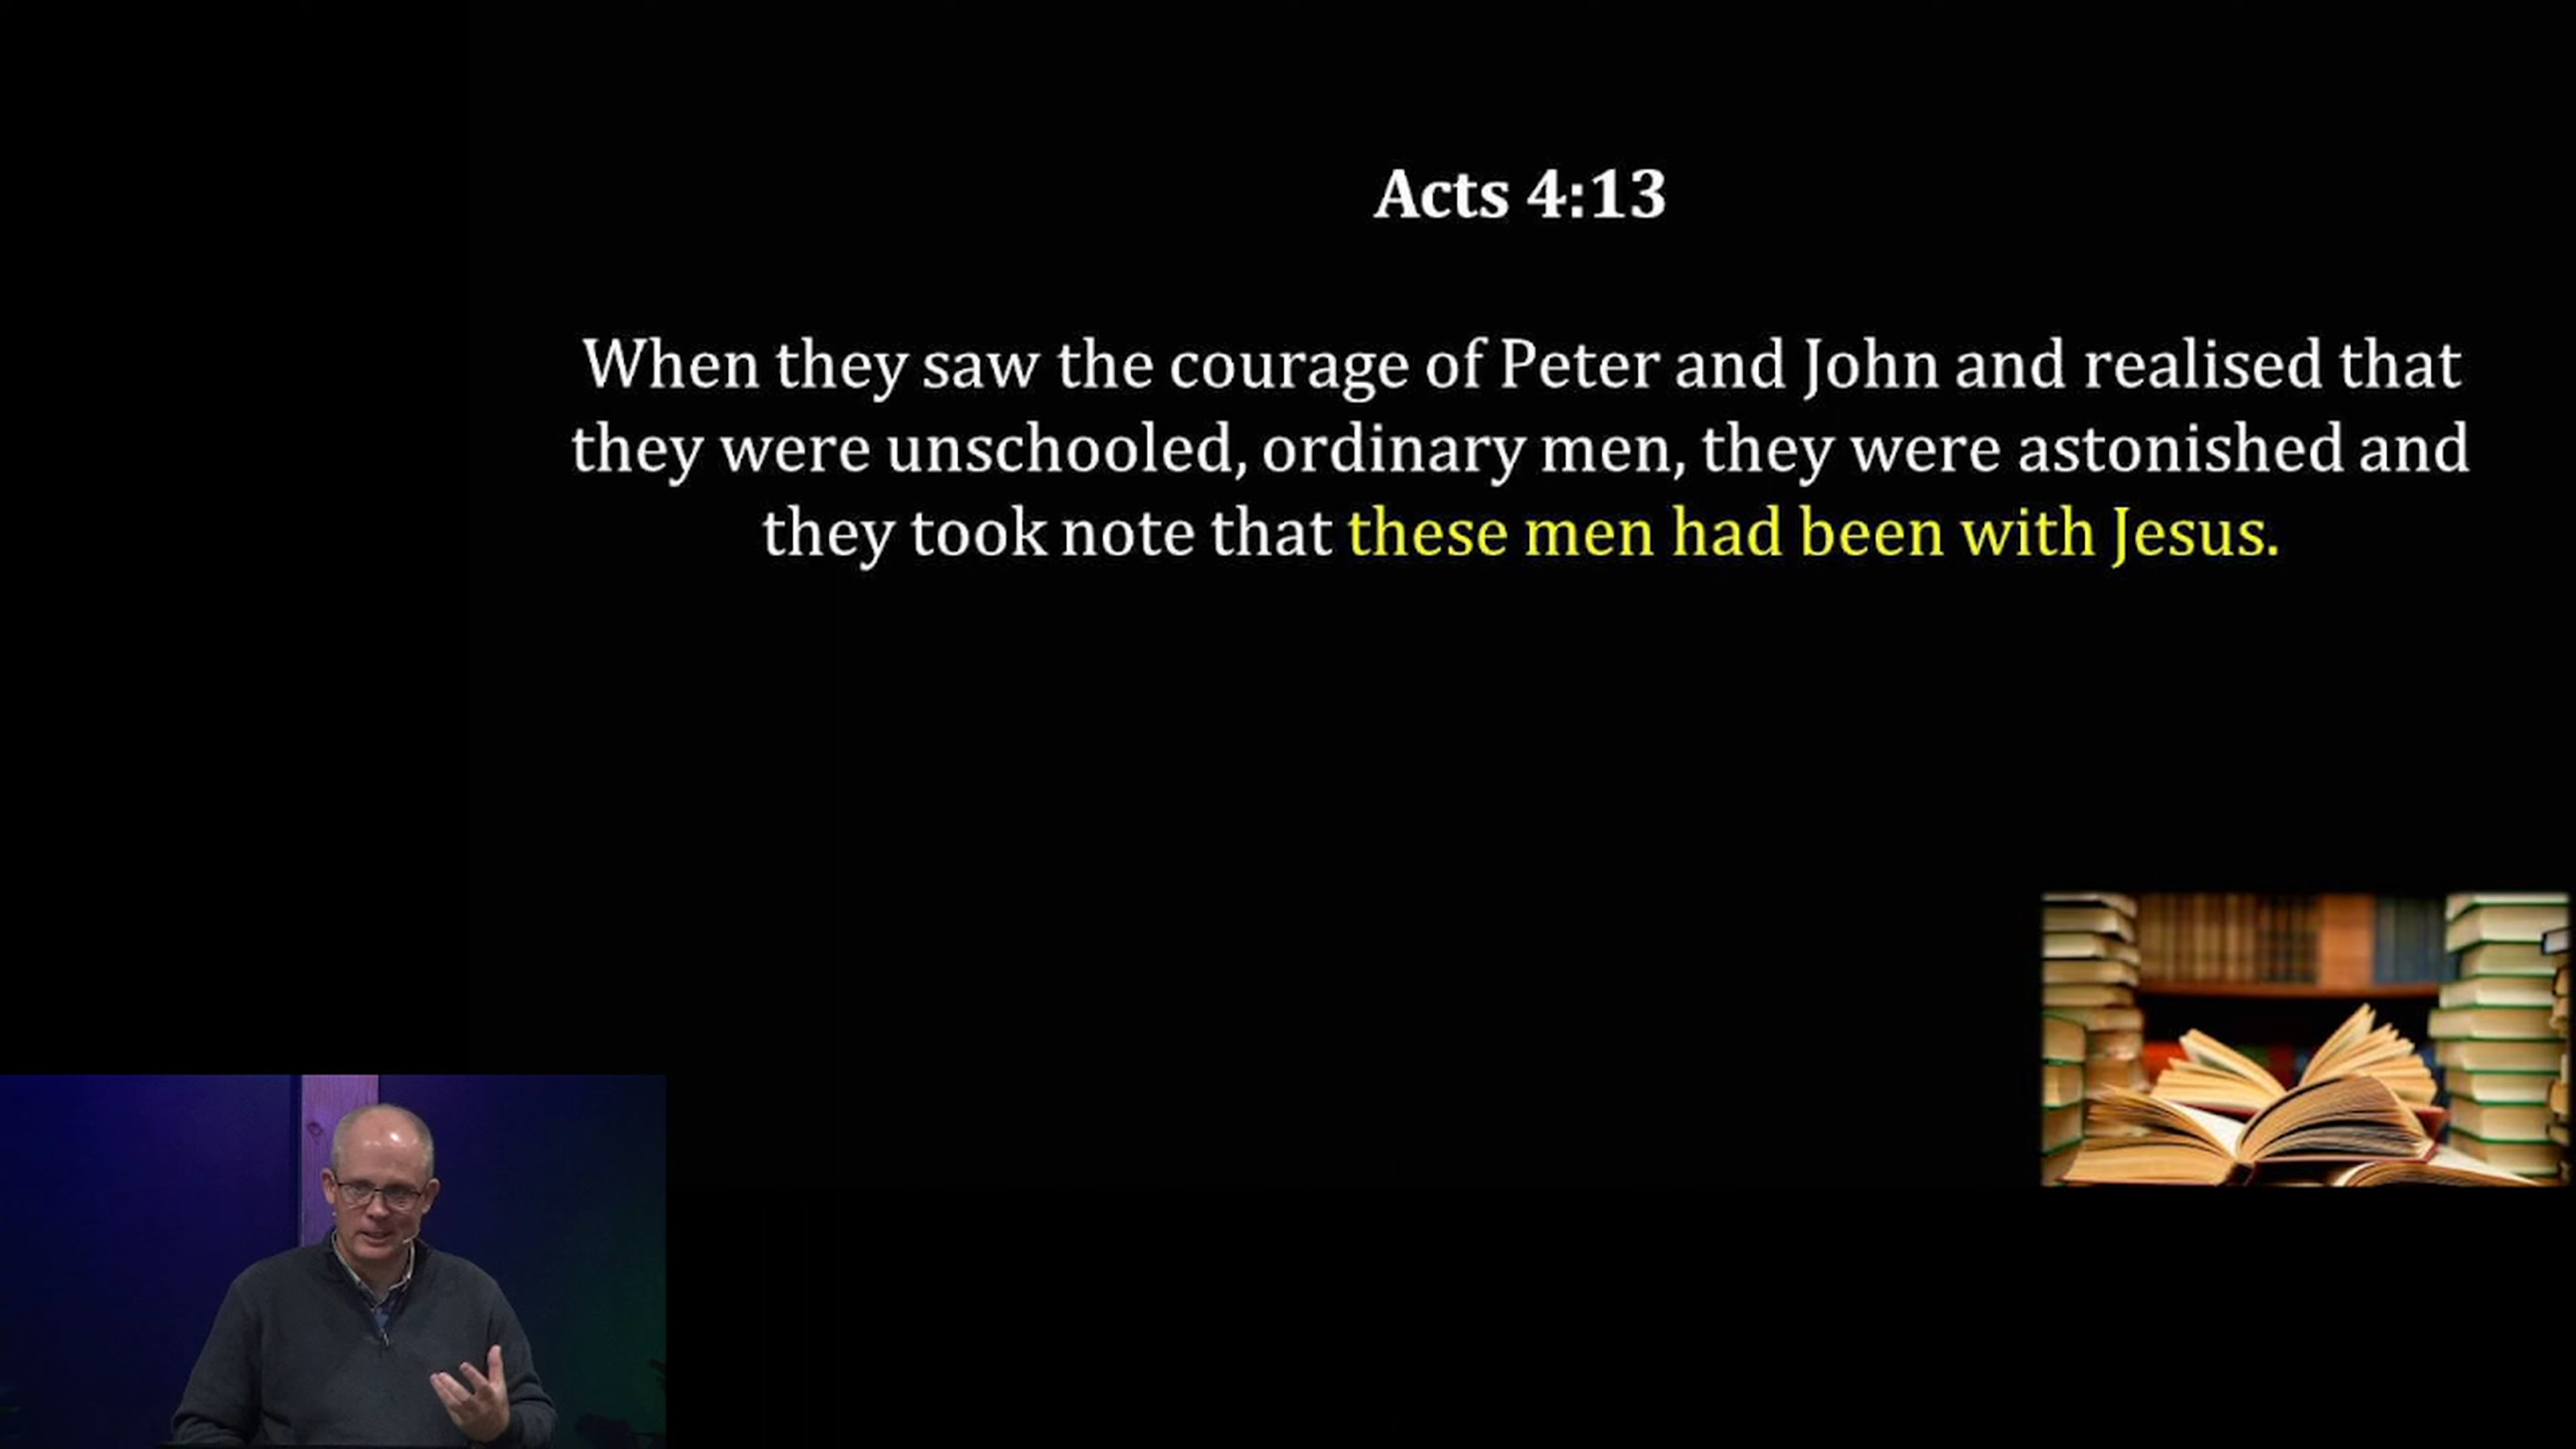 Acts 4:13
When they saw the courage of Peter and John and realised that
they were unschooled, ordinary men, they were astonished and
they took note that these men had been with Jesus.